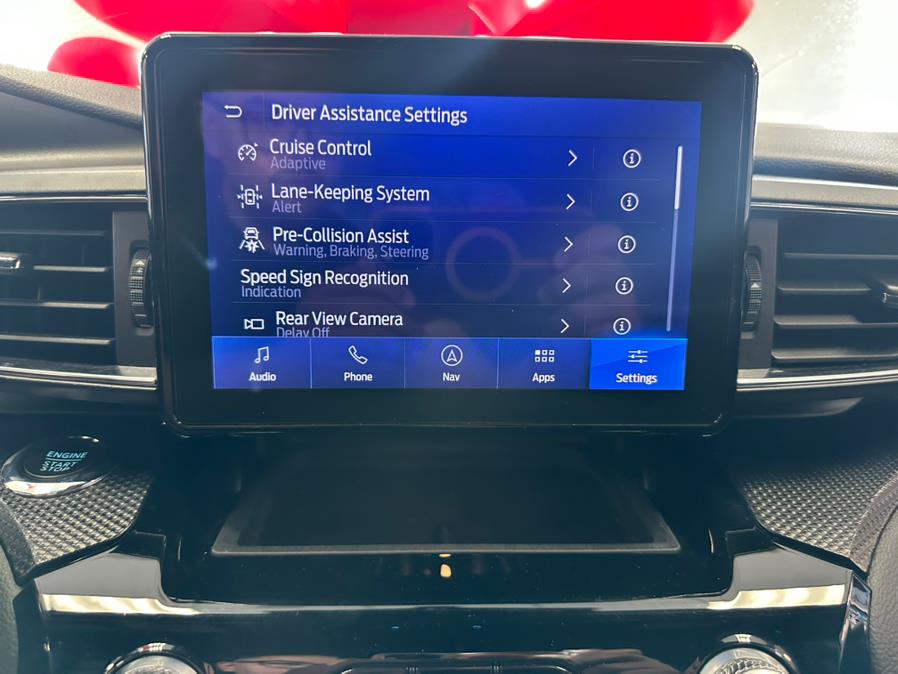 Driver Assistance Settings
Cruise Control
Adaptive
Lane-Keeping System
Alert
Pre-Collision Assist
Warning, Braking, Steering
Speed Sign Recognition
Indication
Rear View Camera
Delay Off
Audio
Phone
Nav
Apps
Settings
ENGINE
START
STOP